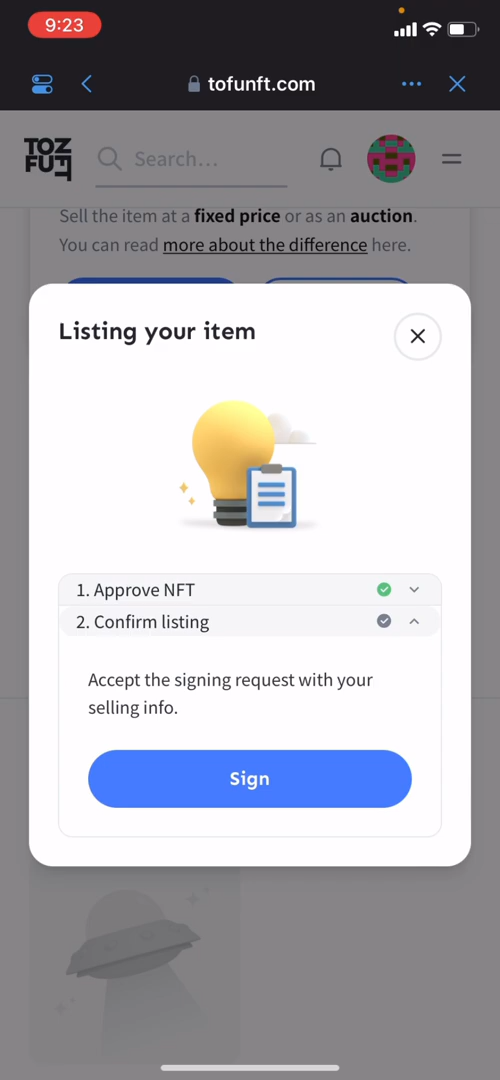 9:23
tofunft.com
TOZ
FU
Search...
Sell the item at a fixed price or as an auction.
You can read more about the difference here.
Listing your item
1. Approve NFT
2. Confirm listing
Accept the signing request with your
selling info.
Sign